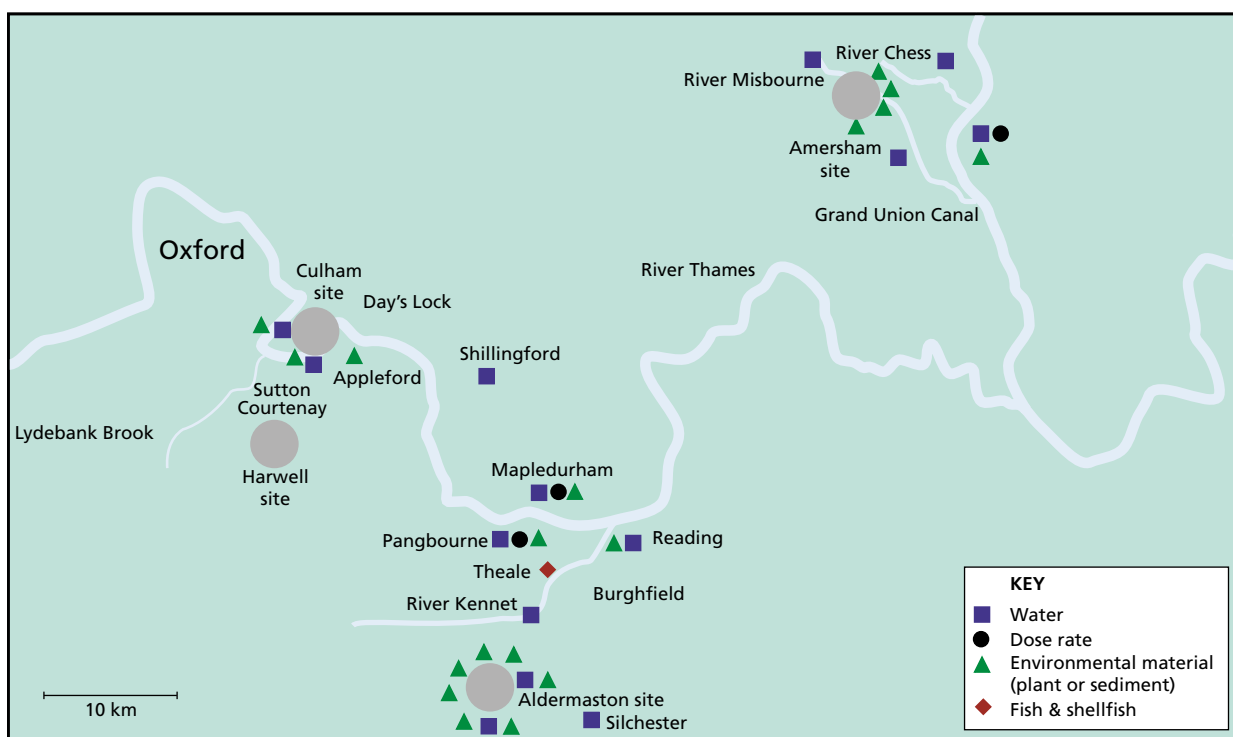 River Chess
River Misbourne
Amersham
site
Grand Union Canal
River Thames
Oxford
Culham
site
Day's Lock
Shillingford
Appleford
Sutton
Courtenay
Lydebank Brook
Harwell
site
Mapledurham
Pangbourne
Reading
Theale
Burghfield
River Kennet
Aldermaston site
Silchester
10 km
KEY
Water
Dose rate
Environmental material
(plant or sediment)
Fish & shellfish